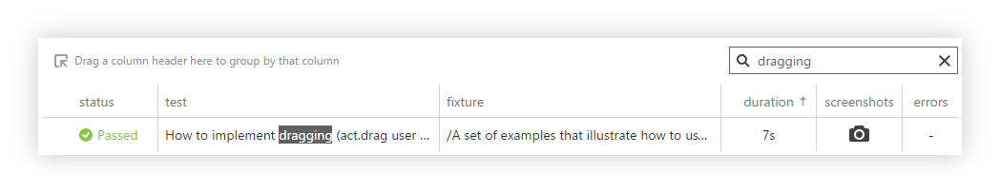 Drag a column header here to group by that column
dragging
status test fixture duration screenshots errors
Passed How to implement dragging (act.drag user ... /A set of examples that illustrate how to us... 7s -